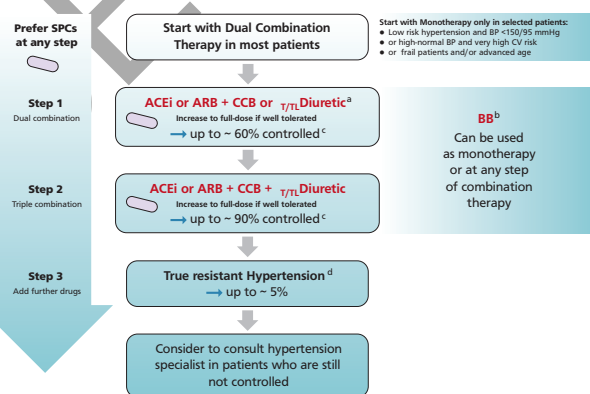 Prefer SPCs
at any step
Start with Dual Combination
Therapy in most patients
Start with Monotherapy only in selected patients:
● Low risk hypertension and BP <150/95 mmHg
● or high-normal BP and very high CV risk
● or frail patients and/or advanced age
Step 1
Dual combination
ACEi or ARB + CCB or T/TLDiuretic a
Increase to full-dose if well tolerated
→ up to ~ 60% controlled c
BB b
Can be used
as monotherapy
or at any step
of combination
therapy
Step 2
Triple combination
ACEi or ARB + CCB + T/TLDiuretic
Increase to full-dose if well tolerated
→ up to ~ 90% controlled c
Step 3
Add further drugs
True resistant Hypertension d
→ up to ~ 5%
Consider to consult hypertension
specialist in patients who are still
not controlled